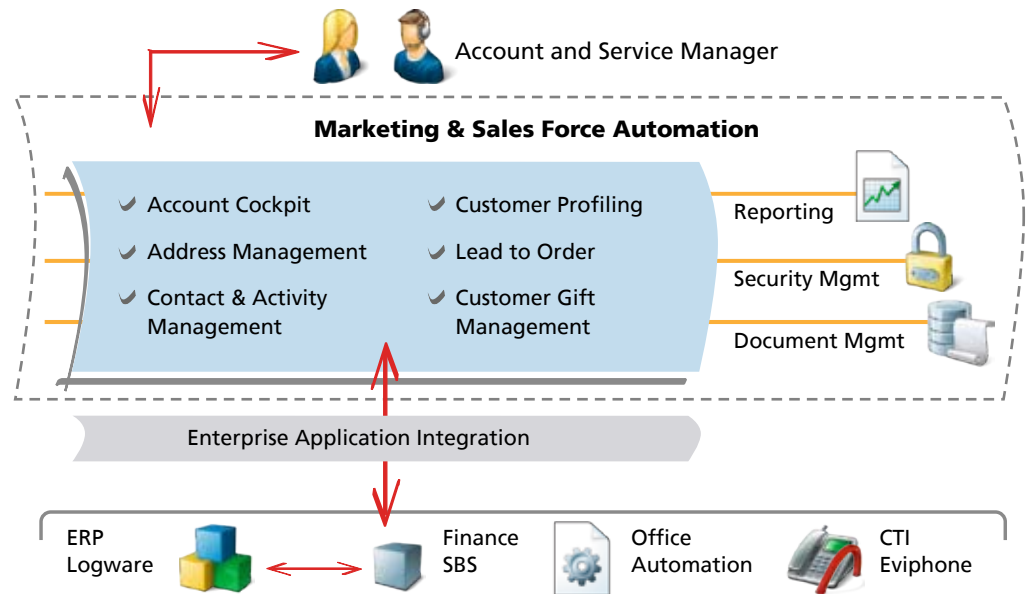 Account and Service Manager
Marketing & Sales Force Automation
Account Cockpit
Address Management
Contact & Activity
Management
Customer Profiling
Lead to Order
Customer Gift
Management
Reporting
Security Mgmt
Document Mgmt
Enterprise Application Integration
ERP
Logware
Finance
SBS
Office
Automation
CTI
Eviphone